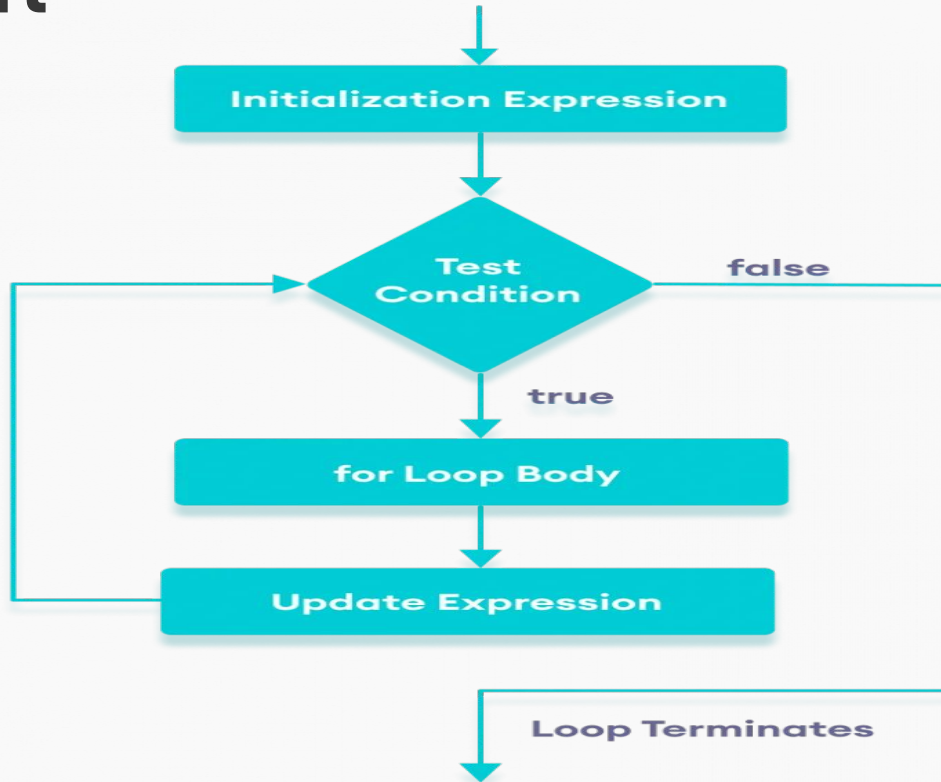 Initialization Expression
Test
Condition
false
true
for Loop Body
Update Expression
Loop Terminates